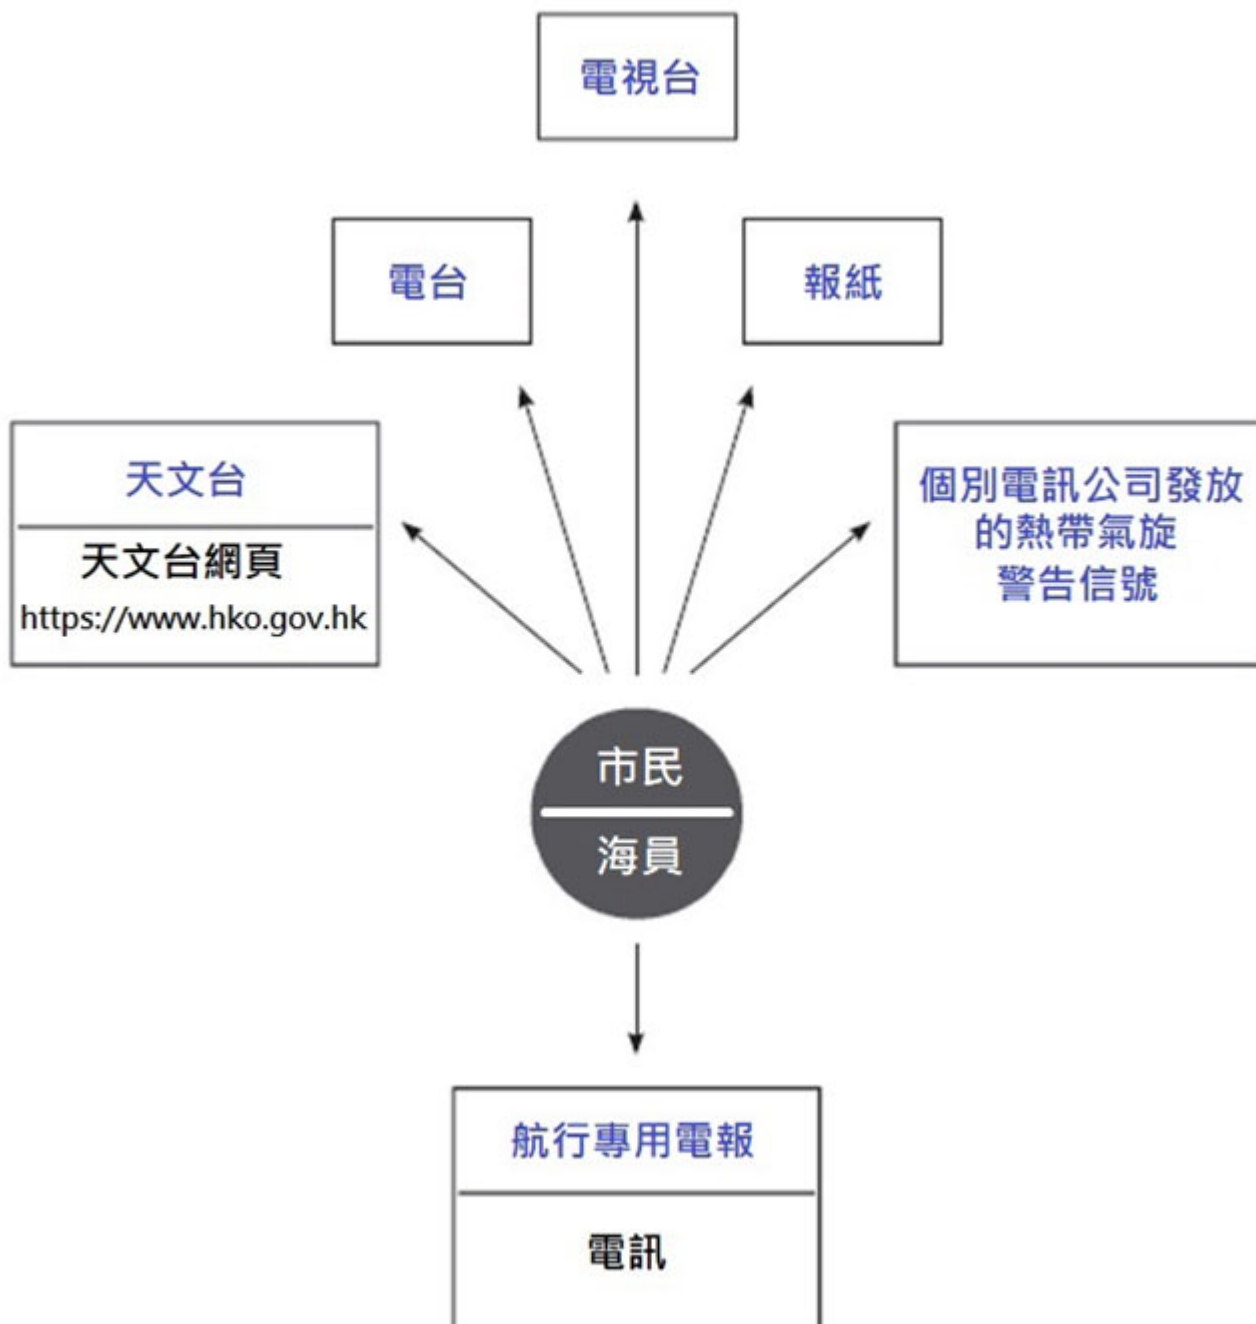 電視台
電台
報紙
天文台
天文台網頁
https://www.hko.gov.hk
個別電訊公司發放
的熱帶氣旋
警告信號
市民
海員
航行專用電報
電訊